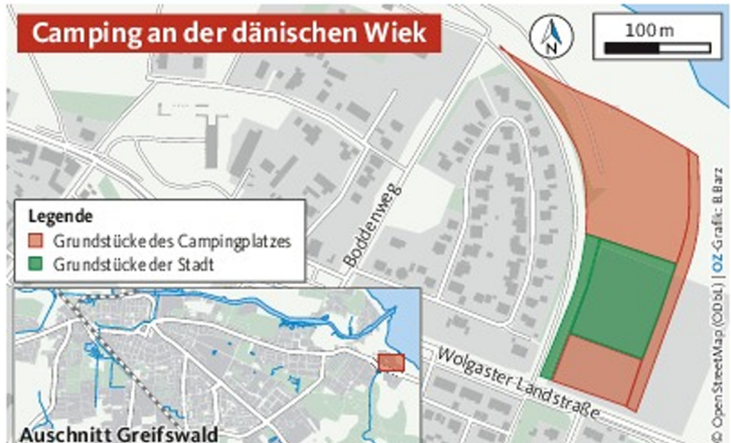 Camping an der dänischen Wiek
N
100 m
Boddenweg
Legende
Grundstücke des Campingplatzes
Grundstücke der Stadt
Wolgaster Landstraße
Auschnitt Greifswald
© OpenStreetMap (ODbL) | OZ-Grafik: B.Barz